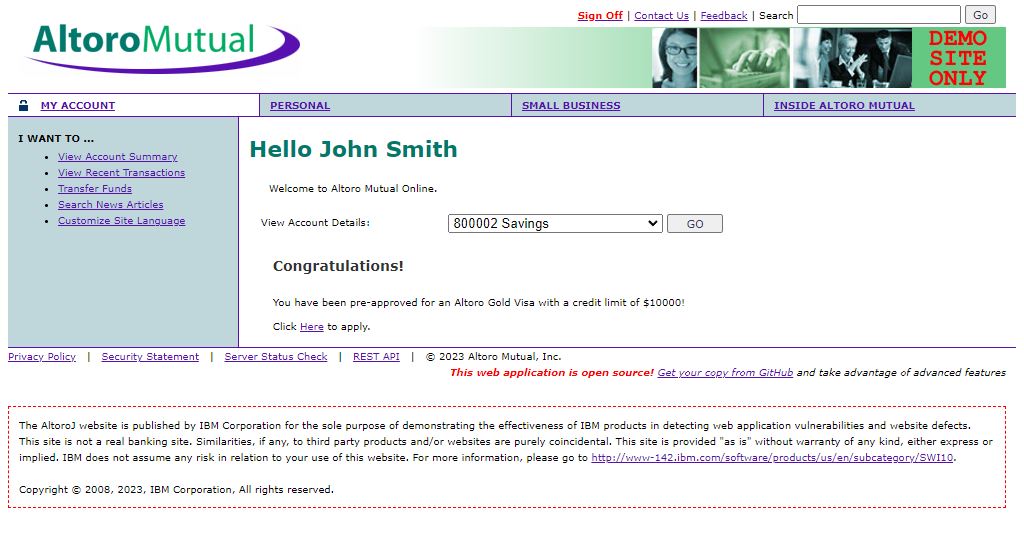 Sign Off | Contact Us | Feedback | Search Go
AltoroMutual
DEMO
SITE
ONLY
MY ACCOUNT PERSONAL SMALL BUSINESS INSIDE ALTORO MUTUAL
I WANT TO ...
• View Account Summary
• View Recent Transactions
• Transfer Funds
• Search News Articles
• Customize Site Language
Hello John Smith
Welcome to Altoro Mutual Online.
View Account Details: 800002 Savings GO
Congratulations!
You have been pre-approved for an Altoro Gold Visa with a credit limit of $10000!
Click Here to apply.
Privacy Policy | Security Statement | Server Status Check | REST API | © 2023 Altoro Mutual, Inc.
This web application is open source! Get your copy from GitHub and take advantage of advanced features
The AltoroJ website is published by IBM Corporation for the sole purpose of demonstrating the effectiveness of IBM products in detecting web application vulnerabilities and website defects.
This site is not a real banking site. Similarities, if any, to third party products and/or websites are purely coincidental. This site is provided "as is" without warranty of any kind, either express or
implied. IBM does not assume any risk in relation to your use of this website. For more information, please go to http://www-142.ibm.com/software/products/us/en/subcategory/SWI10.
Copyright © 2008, 2023, IBM Corporation, All rights reserved.